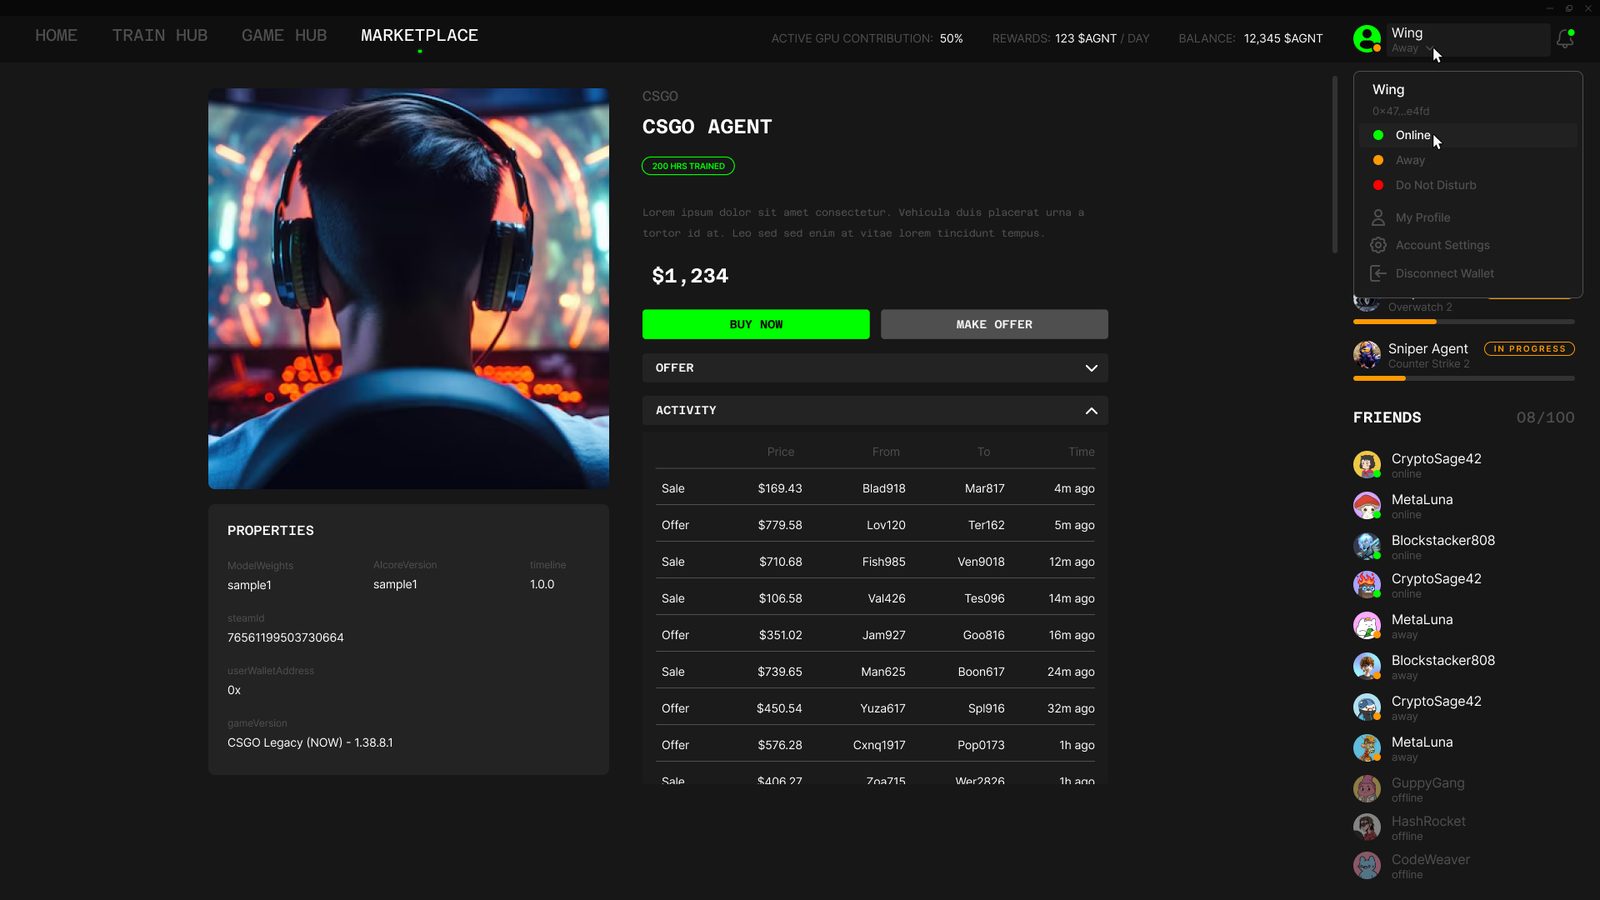 HOME TRAIN HUB GAME HUB MARKETPLACE
ACTIVE GPU CONTRIBUTION: 50% REWARDS: 123 $AGNT / DAY BALANCE: 12,345 $AGNT
Wing
Away
Wing
0×47...e4fd
Online
Away
Do Not Disturb
My Profile
Account Settings
Disconnect Wallet
CSGO
CSGO AGENT
200 HRS TRAINED
Lorem ipsum dolor sit amet consectetur. Vehicula duis placerat urna a
tortor id at. Leo sed sed enim at vitae lorem tincidunt tempus.
$1,234
BUY NOW MAKE OFFER
OFFER
ACTIVITY
Price From To Time
Sale $169.43 Blad918 Mar817 4m ago
Offer $779.58 Lov120 Ter162 5m ago
Sale $710.68 Fish985 Ven9018 12m ago
Sale $106.58 Val426 Tes096 14m ago
Offer $351.02 Jam927 Goo816 16m ago
Sale $739.65 Man625 Boon617 24m ago
Offer $450.54 Yuza617 Spl916 32m ago
Offer $576.28 Cxnq1917 Pop0173 1h ago
Sale $406.27 Zoa715 Wer2826 1h ago
PROPERTIES
ModelWeights AIcoreVersion timeline
sample1 sample1 1.0.0
steamId
76561199503730664
userWalletAddress
0x
gameVersion
CSGO Legacy (NOW) - 1.38.8.1
Overwatch 2
Sniper Agent IN PROGRESS
Counter Strike 2
FRIENDS 08/100
CryptoSage42
online
MetaLuna
online
Blockstacker808
online
CryptoSage42
online
MetaLuna
away
Blockstacker808
away
CryptoSage42
away
MetaLuna
away
GuppyGang
offline
HashRocket
offline
CodeWeaver
offline